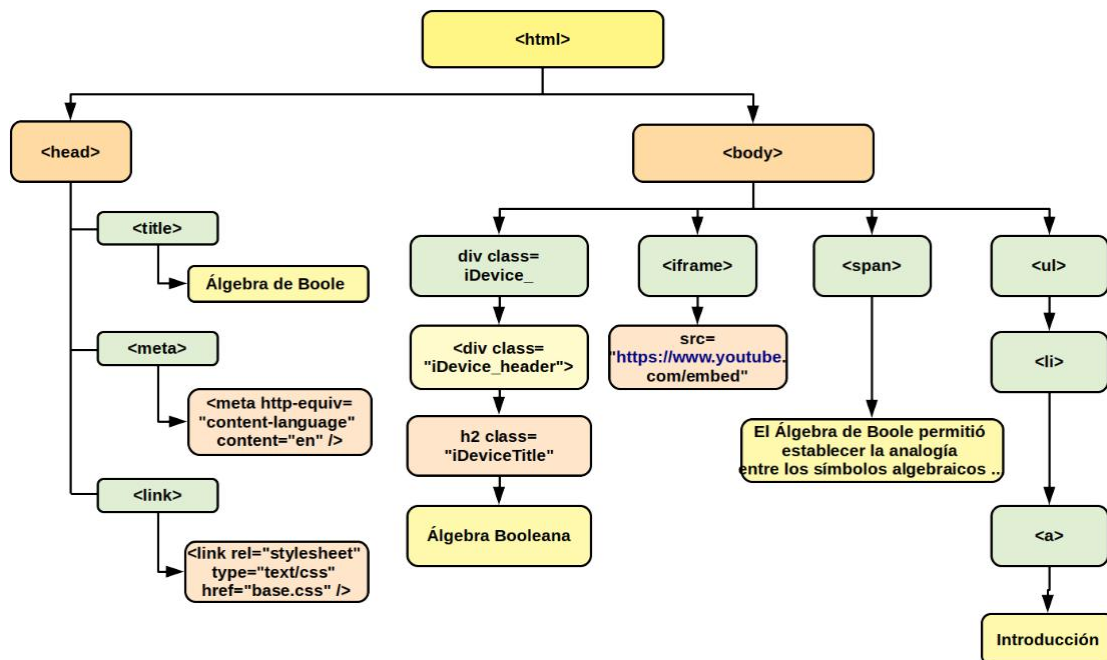 <html>
<head>
<body>
<title>
Álgebra de Boole
<meta>
<meta http-equiv=
"content-language"
content="en" />
<link>
<link rel="stylesheet"
type="text/css"
href="base.css" />
div class=
iDevice_
<div class=
"iDevice_header">
h2 class=
"iDeviceTitle"
Álgebra Booleana
<iframe>
src=
"https://www.youtube.
com/embed"
<span>
El Álgebra de Boole permitió
establecer la analogía
entre los símbolos algebraicos ..
<ul>
<li>
<a>
Introducción